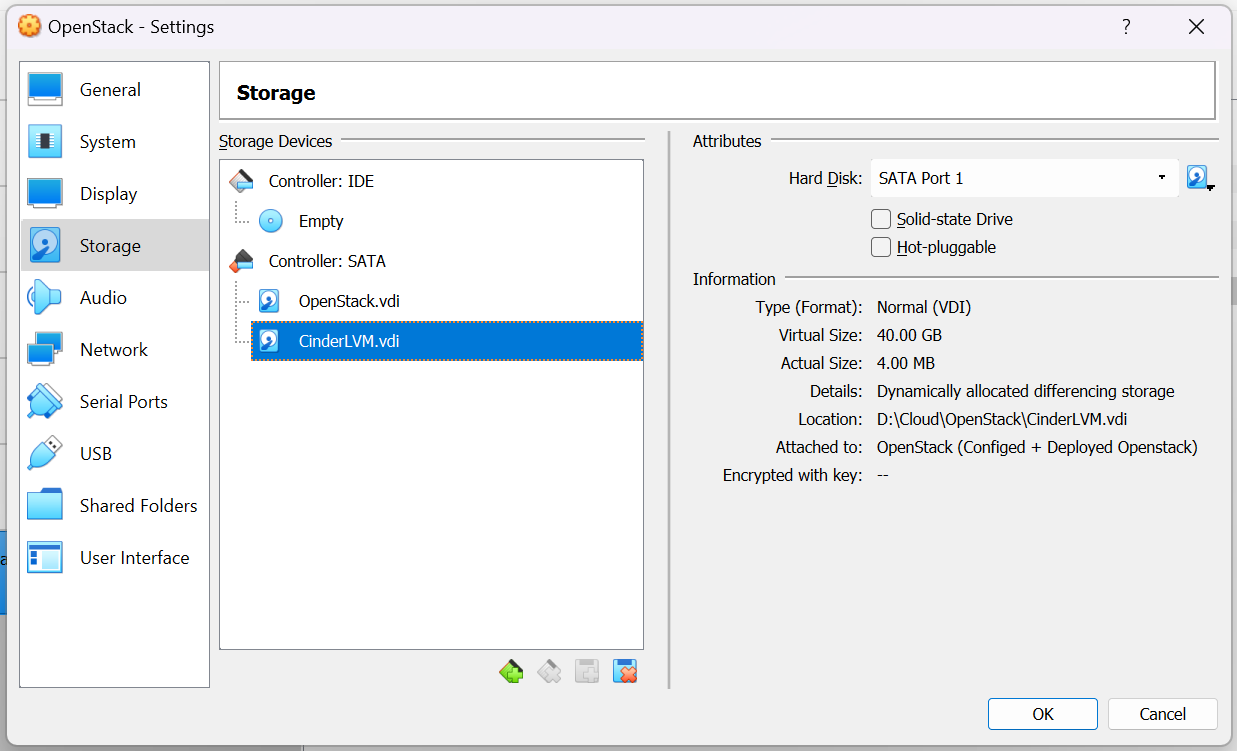 OpenStack - Settings
?
General
System
Display
Storage
Audio
Network
Serial Ports
USB
Shared Folders
User Interface
Storage
Storage Devices
Controller: IDE
Empty
Controller: SATA
OpenStack.vdi
CinderLVM.vdi
Attributes
Hard Disk: SATA Port 1
Solid-state Drive
Hot-pluggable
Information
Type (Format): Normal (VDI)
Virtual Size: 40.00 GB
Actual Size: 4.00 MB
Details: Dynamically allocated differencing storage
Location: D:\Cloud\OpenStack\CinderLVM.vdi
Attached to: OpenStack (Configed + Deployed Openstack)
Encrypted with key: --
OK
Cancel